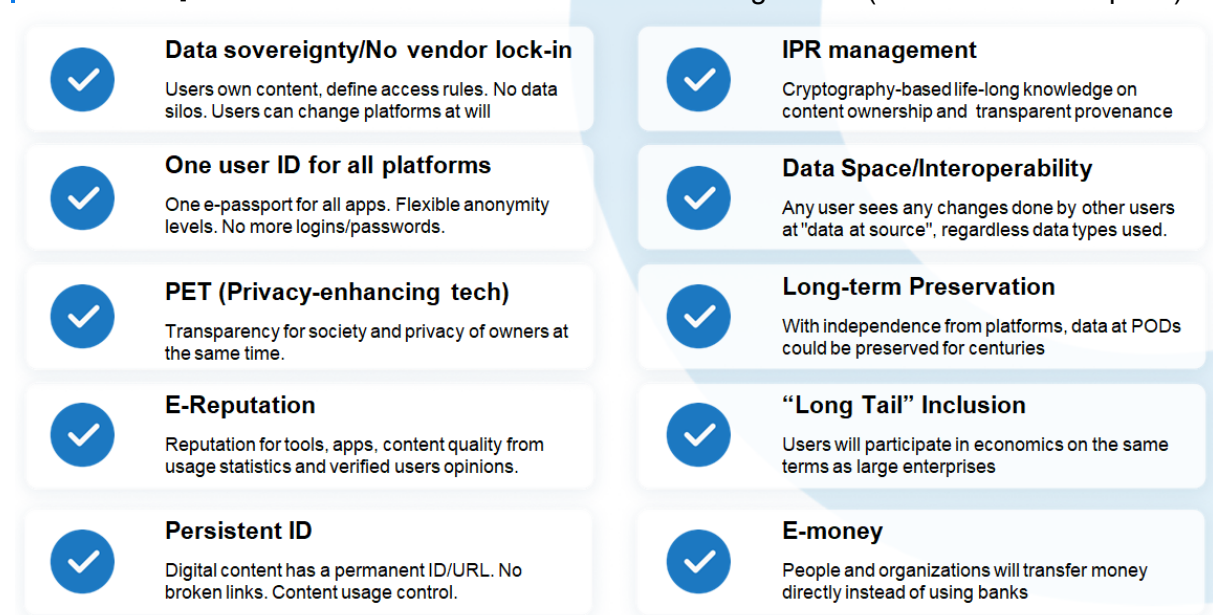 Data sovereignty/No vendor lock-in
Users own content, define access rules. No data
silos. Users can change platforms at will
One user ID for all platforms
One e-passport for all apps. Flexible anonymity
levels. No more logins/passwords.
PET (Privacy-enhancing tech)
Transparency for society and privacy of owners at
the same time.
E-Reputation
Reputation for tools, apps, content quality from
usage statistics and verified users opinions.
Persistent ID
Digital content has a permanent ID/URL. No
broken links. Content usage control.
IPR management
Cryptography-based life-long knowledge on
content ownership and transparent provenance
Data Space/Interoperability
Any user sees any changes done by other users
at "data at source", regardless data types used.
Long-term Preservation
With independence from platforms, data at PODs
could be preserved for centuries
“Long Tail” Inclusion
Users will participate in economics on the same
terms as large enterprises
E-money
People and organizations will transfer money
directly instead of using banks